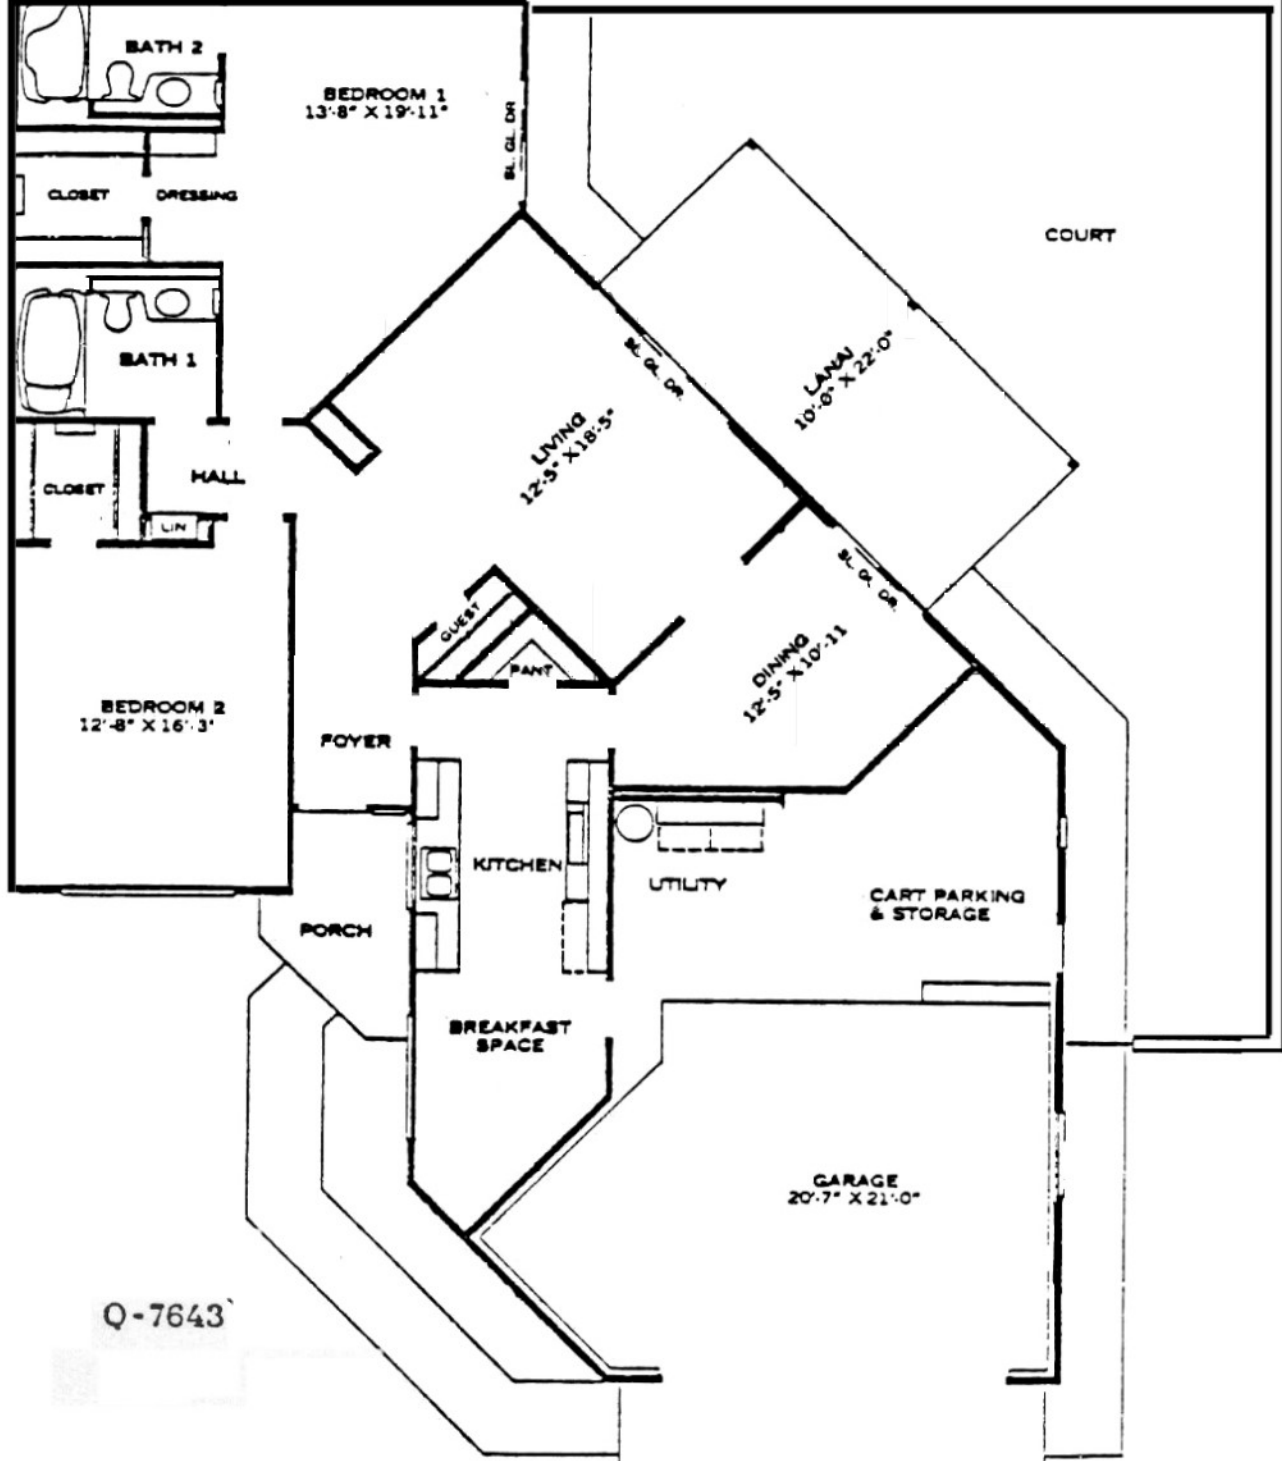 BATH 2
BEDROOM 1
13'-8" X 19'-11"
SL. GL. DR
CLOSET
DRESSING
COURT
BATH 1
SL. GL. DR.
LANAI
10'-0" X 22'-0"
LIVING
12'-5" X 18'-5"
HALL
CLOSET
LIN
SL. GL. DR.
GUEST
PANT
DINING
12'-5" X 10'-11
BEDROOM 2
12'-8" X 16'-3"
FOYER
KITCHEN
UTILITY
CART PARKING
& STORAGE
PORCH
BREAKFAST
SPACE
GARAGE
20'-7" X 21'-0"
Q-7643